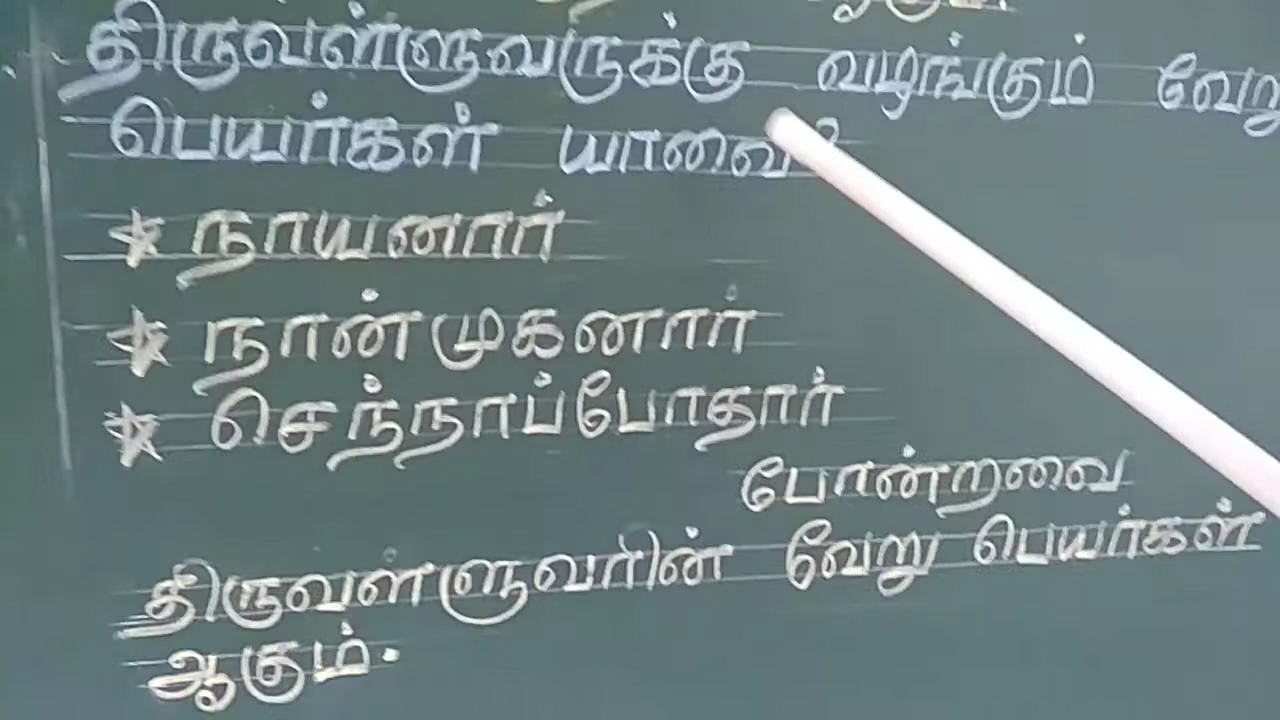 திருவள்ளுவருக்கு வழங்கும் வேறு
பெயர்கள் யாவை?
★ நாயனார்
★ நான்முகனார்
★ செந்நாப்போதார்
போன்றவை
திருவள்ளுவரின் வேறு பெயர்கள்
ஆகும்.